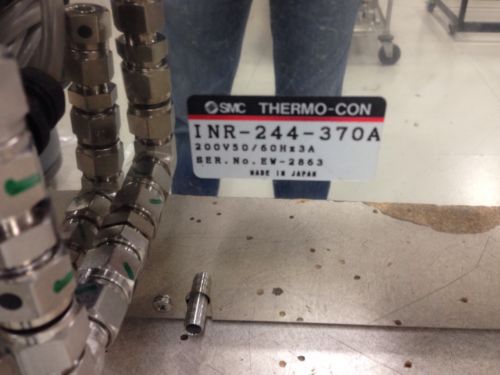 SMC THERMO-CON
INR-244-370A
200V50/60Hz3A
SER.No.EW-2863
MADE IN JAPAN